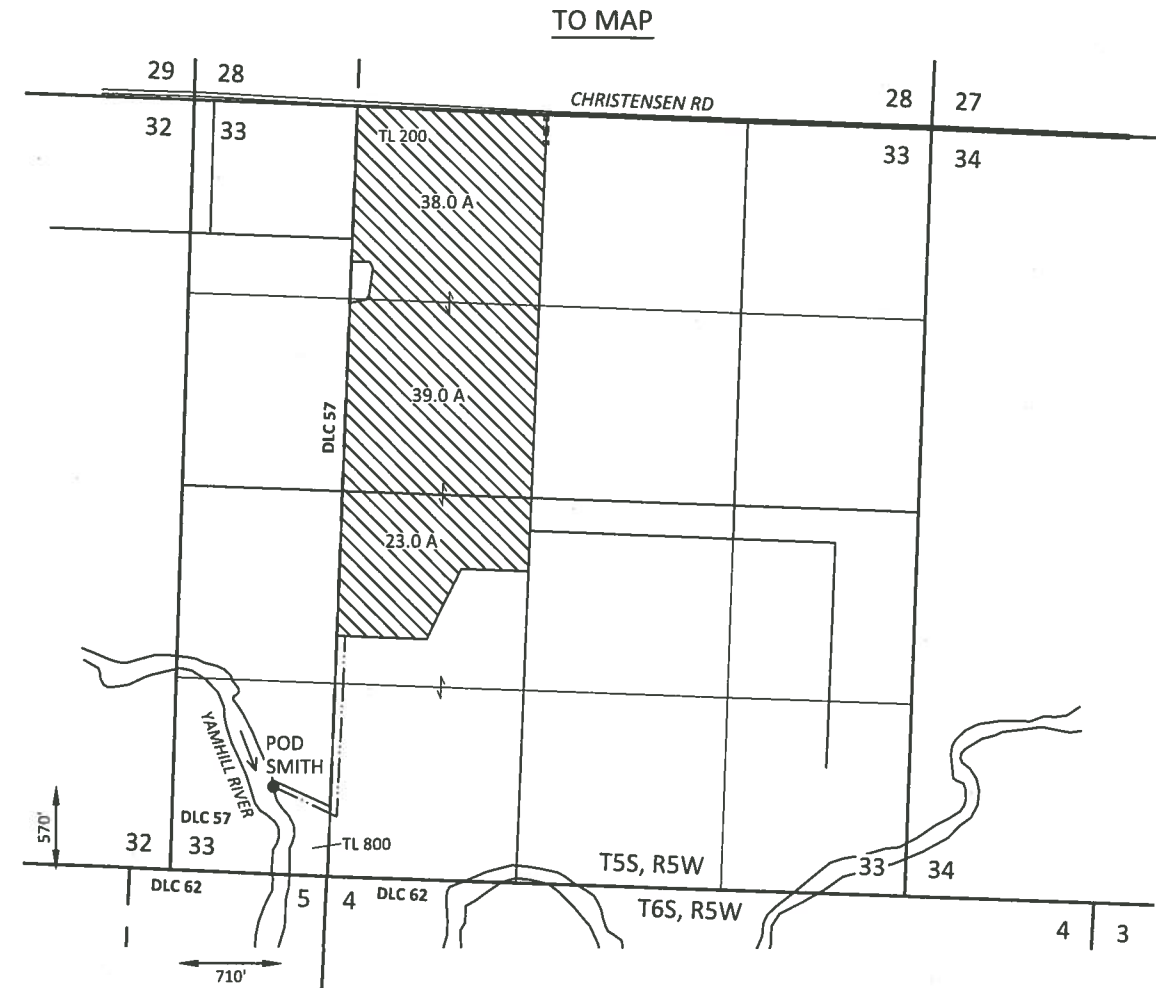 TO MAP
29 28
28 27
CHRISTENSEN RD
32 33
33 34
TL 200
38.0 A
39.0 A
DLC 57
23.0 A
YAMHILL RIVER
POD
SMITH
570'
DLC 57
32 33
TL 800
T5S, R5W
33 34
DLC 62
5 4
DLC 62
T6S, R5W
4 3
710'